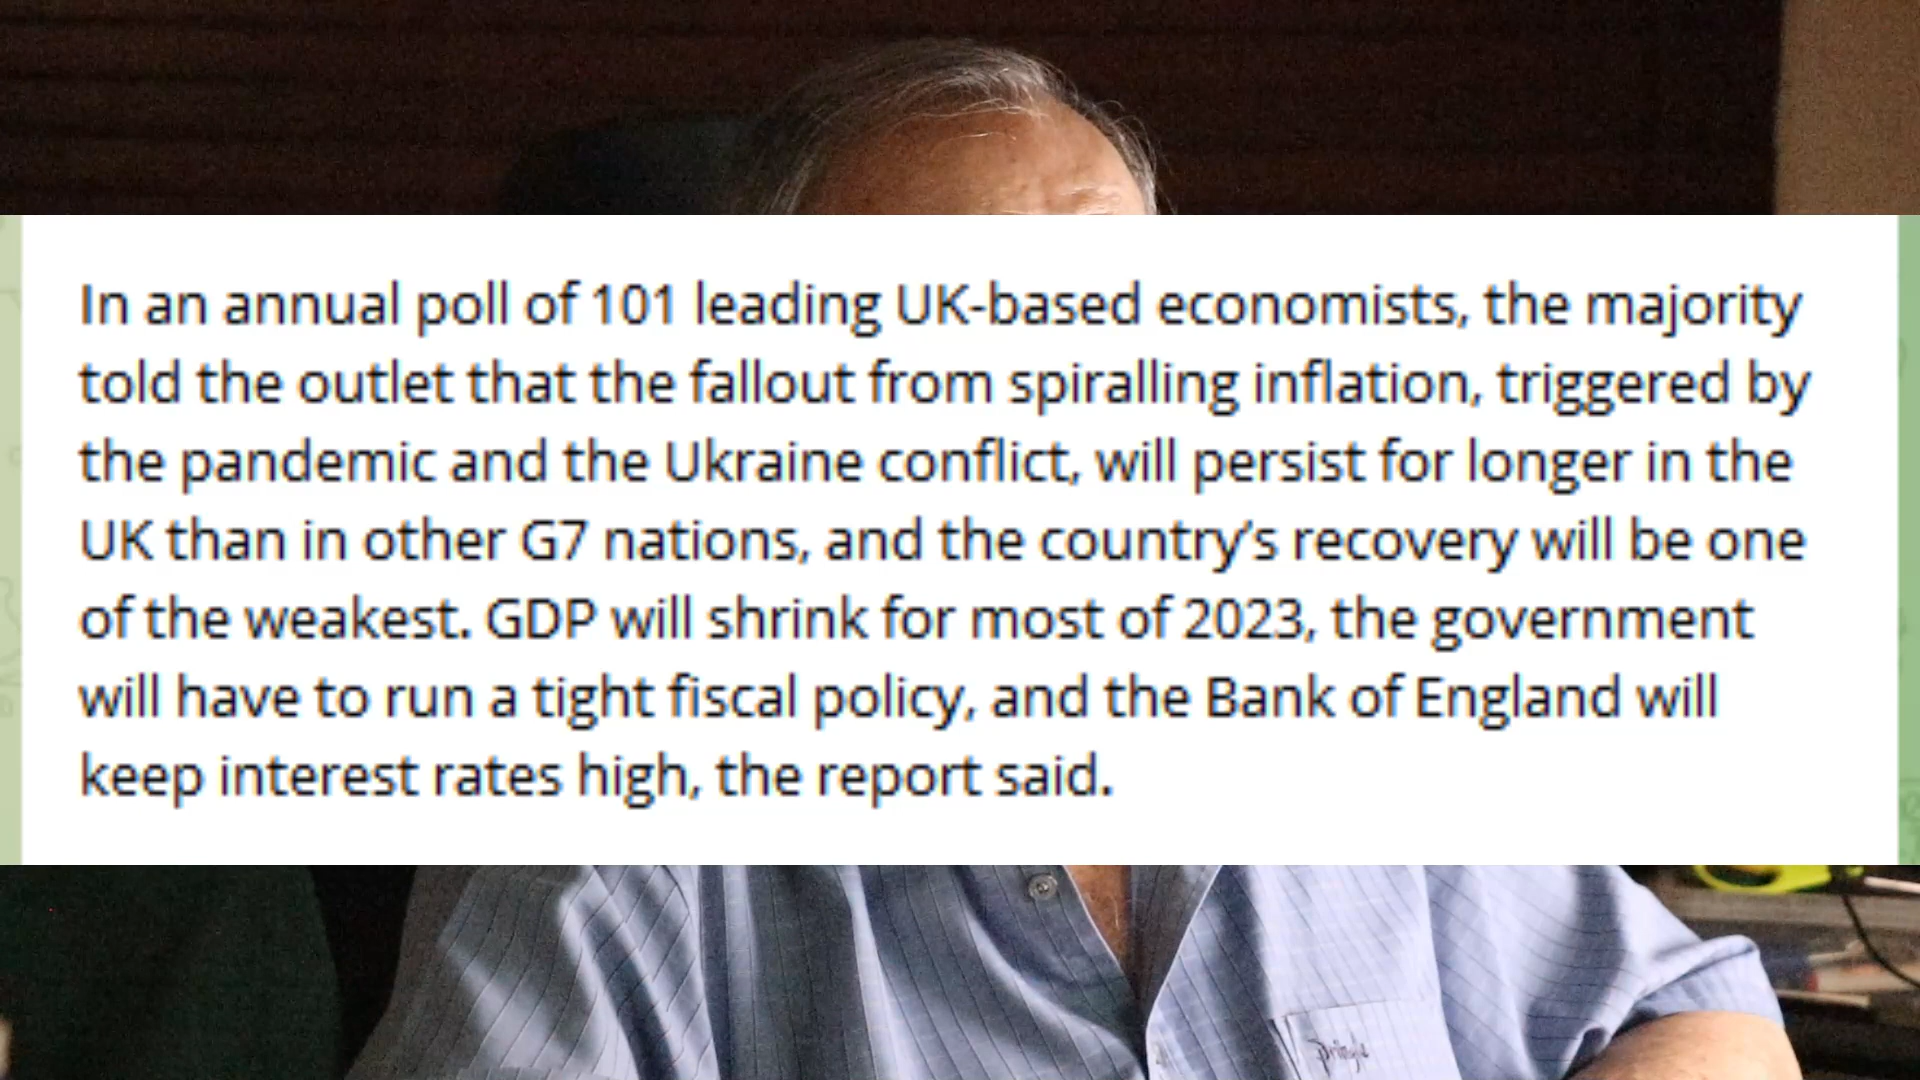 In an annual poll of 101 leading UK-based economists, the majority
told the outlet that the fallout from spiralling inflation, triggered by
the pandemic and the Ukraine conflict, will persist for longer in the
UK than in other G7 nations, and the country’s recovery will be one
of the weakest. GDP will shrink for most of 2023, the government
will have to run a tight fiscal policy, and the Bank of England will
keep interest rates high, the report said.
Pringle